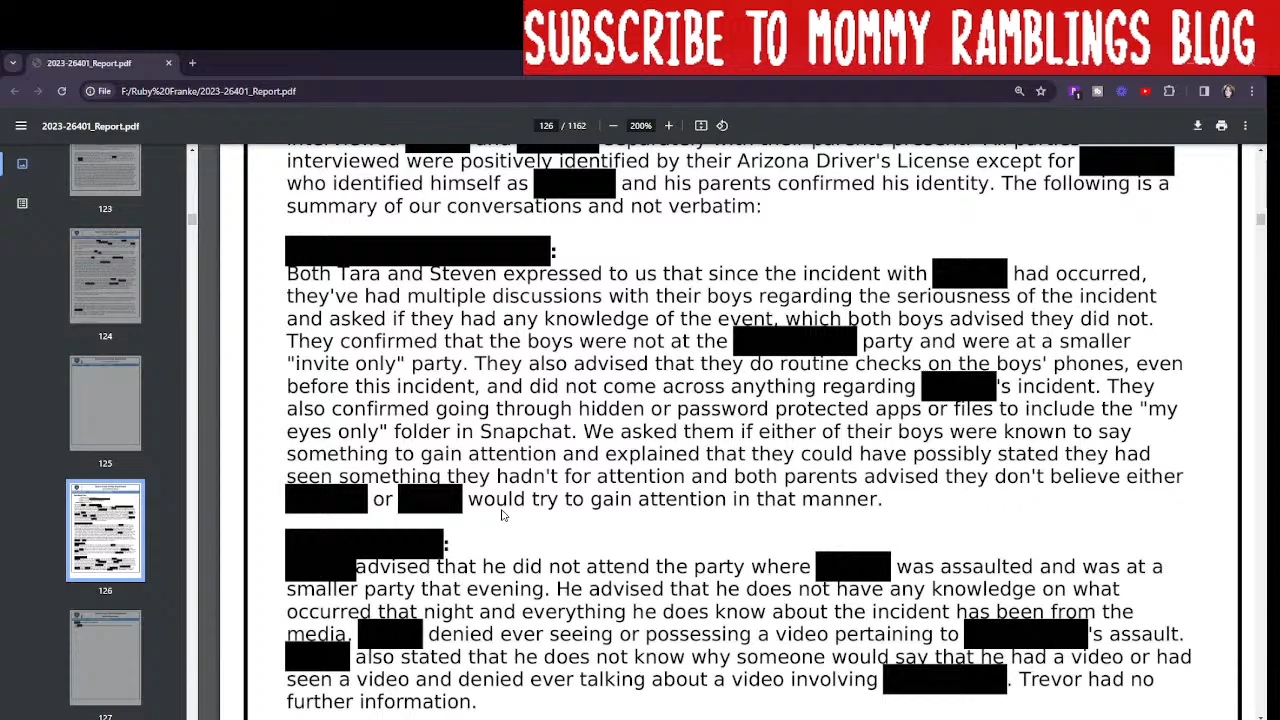 SUBSCRIBE TO MOMMY RAMBLINGS BLOG
2023-26401_Report.pdf
File F:/Ruby%20Franke/2023-26401_Report.pdf
2023-26401_Report.pdf 126 / 1162 200%
interviewed were positively identified by their Arizona Driver's License except for
who identified himself as and his parents confirmed his identity. The following is a
summary of our conversations and not verbatim:
:
Both Tara and Steven expressed to us that since the incident with had occurred,
they've had multiple discussions with their boys regarding the seriousness of the incident
and asked if they had any knowledge of the event, which both boys advised they did not.
They confirmed that the boys were not at the party and were at a smaller
"invite only" party. They also advised that they do routine checks on the boys' phones, even
before this incident, and did not come across anything regarding 's incident. They
also confirmed going through hidden or password protected apps or files to include the "my
eyes only" folder in Snapchat. We asked them if either of their boys were known to say
something to gain attention and explained that they could have possibly stated they had
seen something they hadn't for attention and both parents advised they don't believe either
or would try to gain attention in that manner.
:
advised that he did not attend the party where was assaulted and was at a
smaller party that evening. He advised that he does not have any knowledge on what
occurred that night and everything he does know about the incident has been from the
media, denied ever seeing or possessing a video pertaining to 's assault.
also stated that he does not know why someone would say that he had a video or had
seen a video and denied ever talking about a video involving . Trevor had no
further information.
123
124
125
126
127